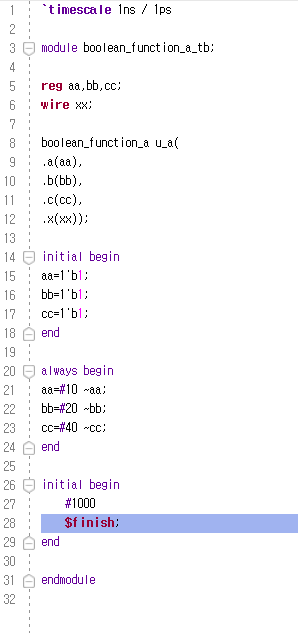 1 `timescale 1ns / 1ps
2
3 module boolean_function_a_tb;
4
5 reg aa,bb,cc;
6 wire xx;
7
8 boolean_function_a u_a(
9 .a(aa),
10 .b(bb),
11 .c(cc),
12 .x(xx));
13
14 initial begin
15 aa=1'b1;
16 bb=1'b1;
17 cc=1'b1;
18 end
19
20 always begin
21 aa=#10 ~aa;
22 bb=#20 ~bb;
23 cc=#40 ~cc;
24 end
25
26 initial begin
27 #1000
28 $finish;
29 end
30
31 endmodule
32